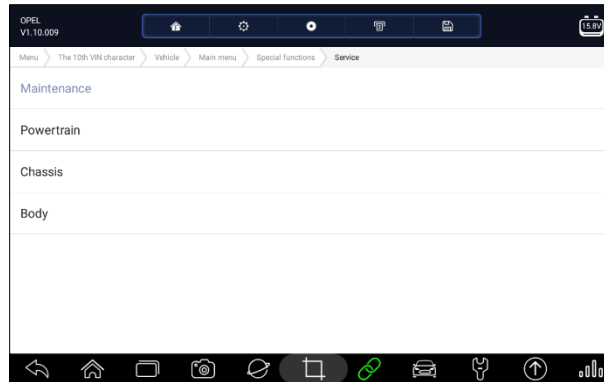 OPEL
V1.10.009
15.8V
Menu The 10th VIN character Vehicle Main menu Special functions Service
Maintenance
Powertrain
Chassis
Body